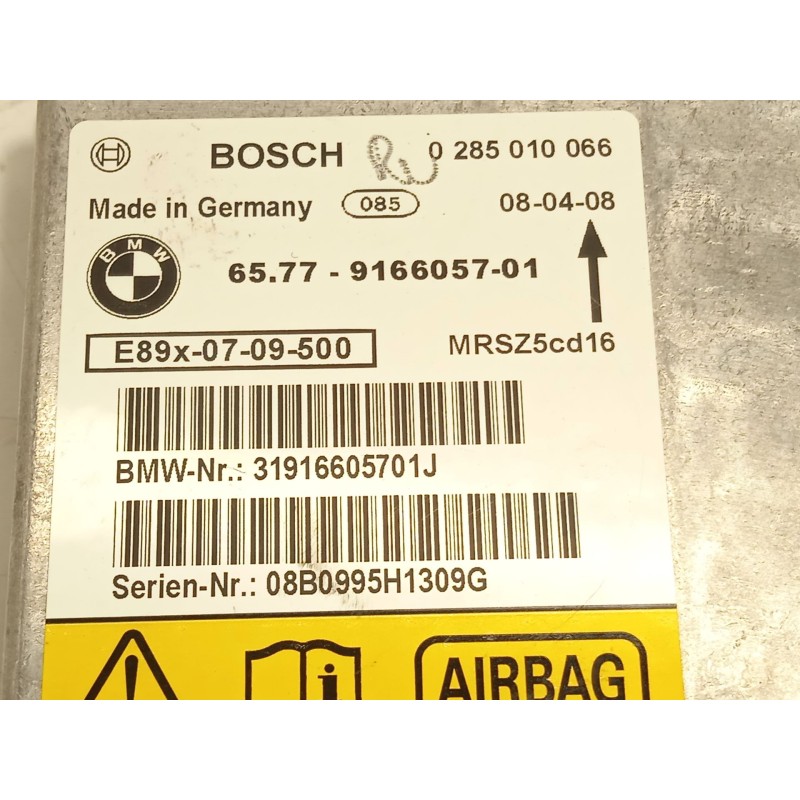 BOSCH 0 285 010 066
Made in Germany 085 08-04-08
BMW
65.77 - 9166057-01
E89x-07-09-500 MRSZ5cd16
BMW-Nr.: 31916605701J
Serien-Nr.: 08B0995H1309G
! i AIRBAG